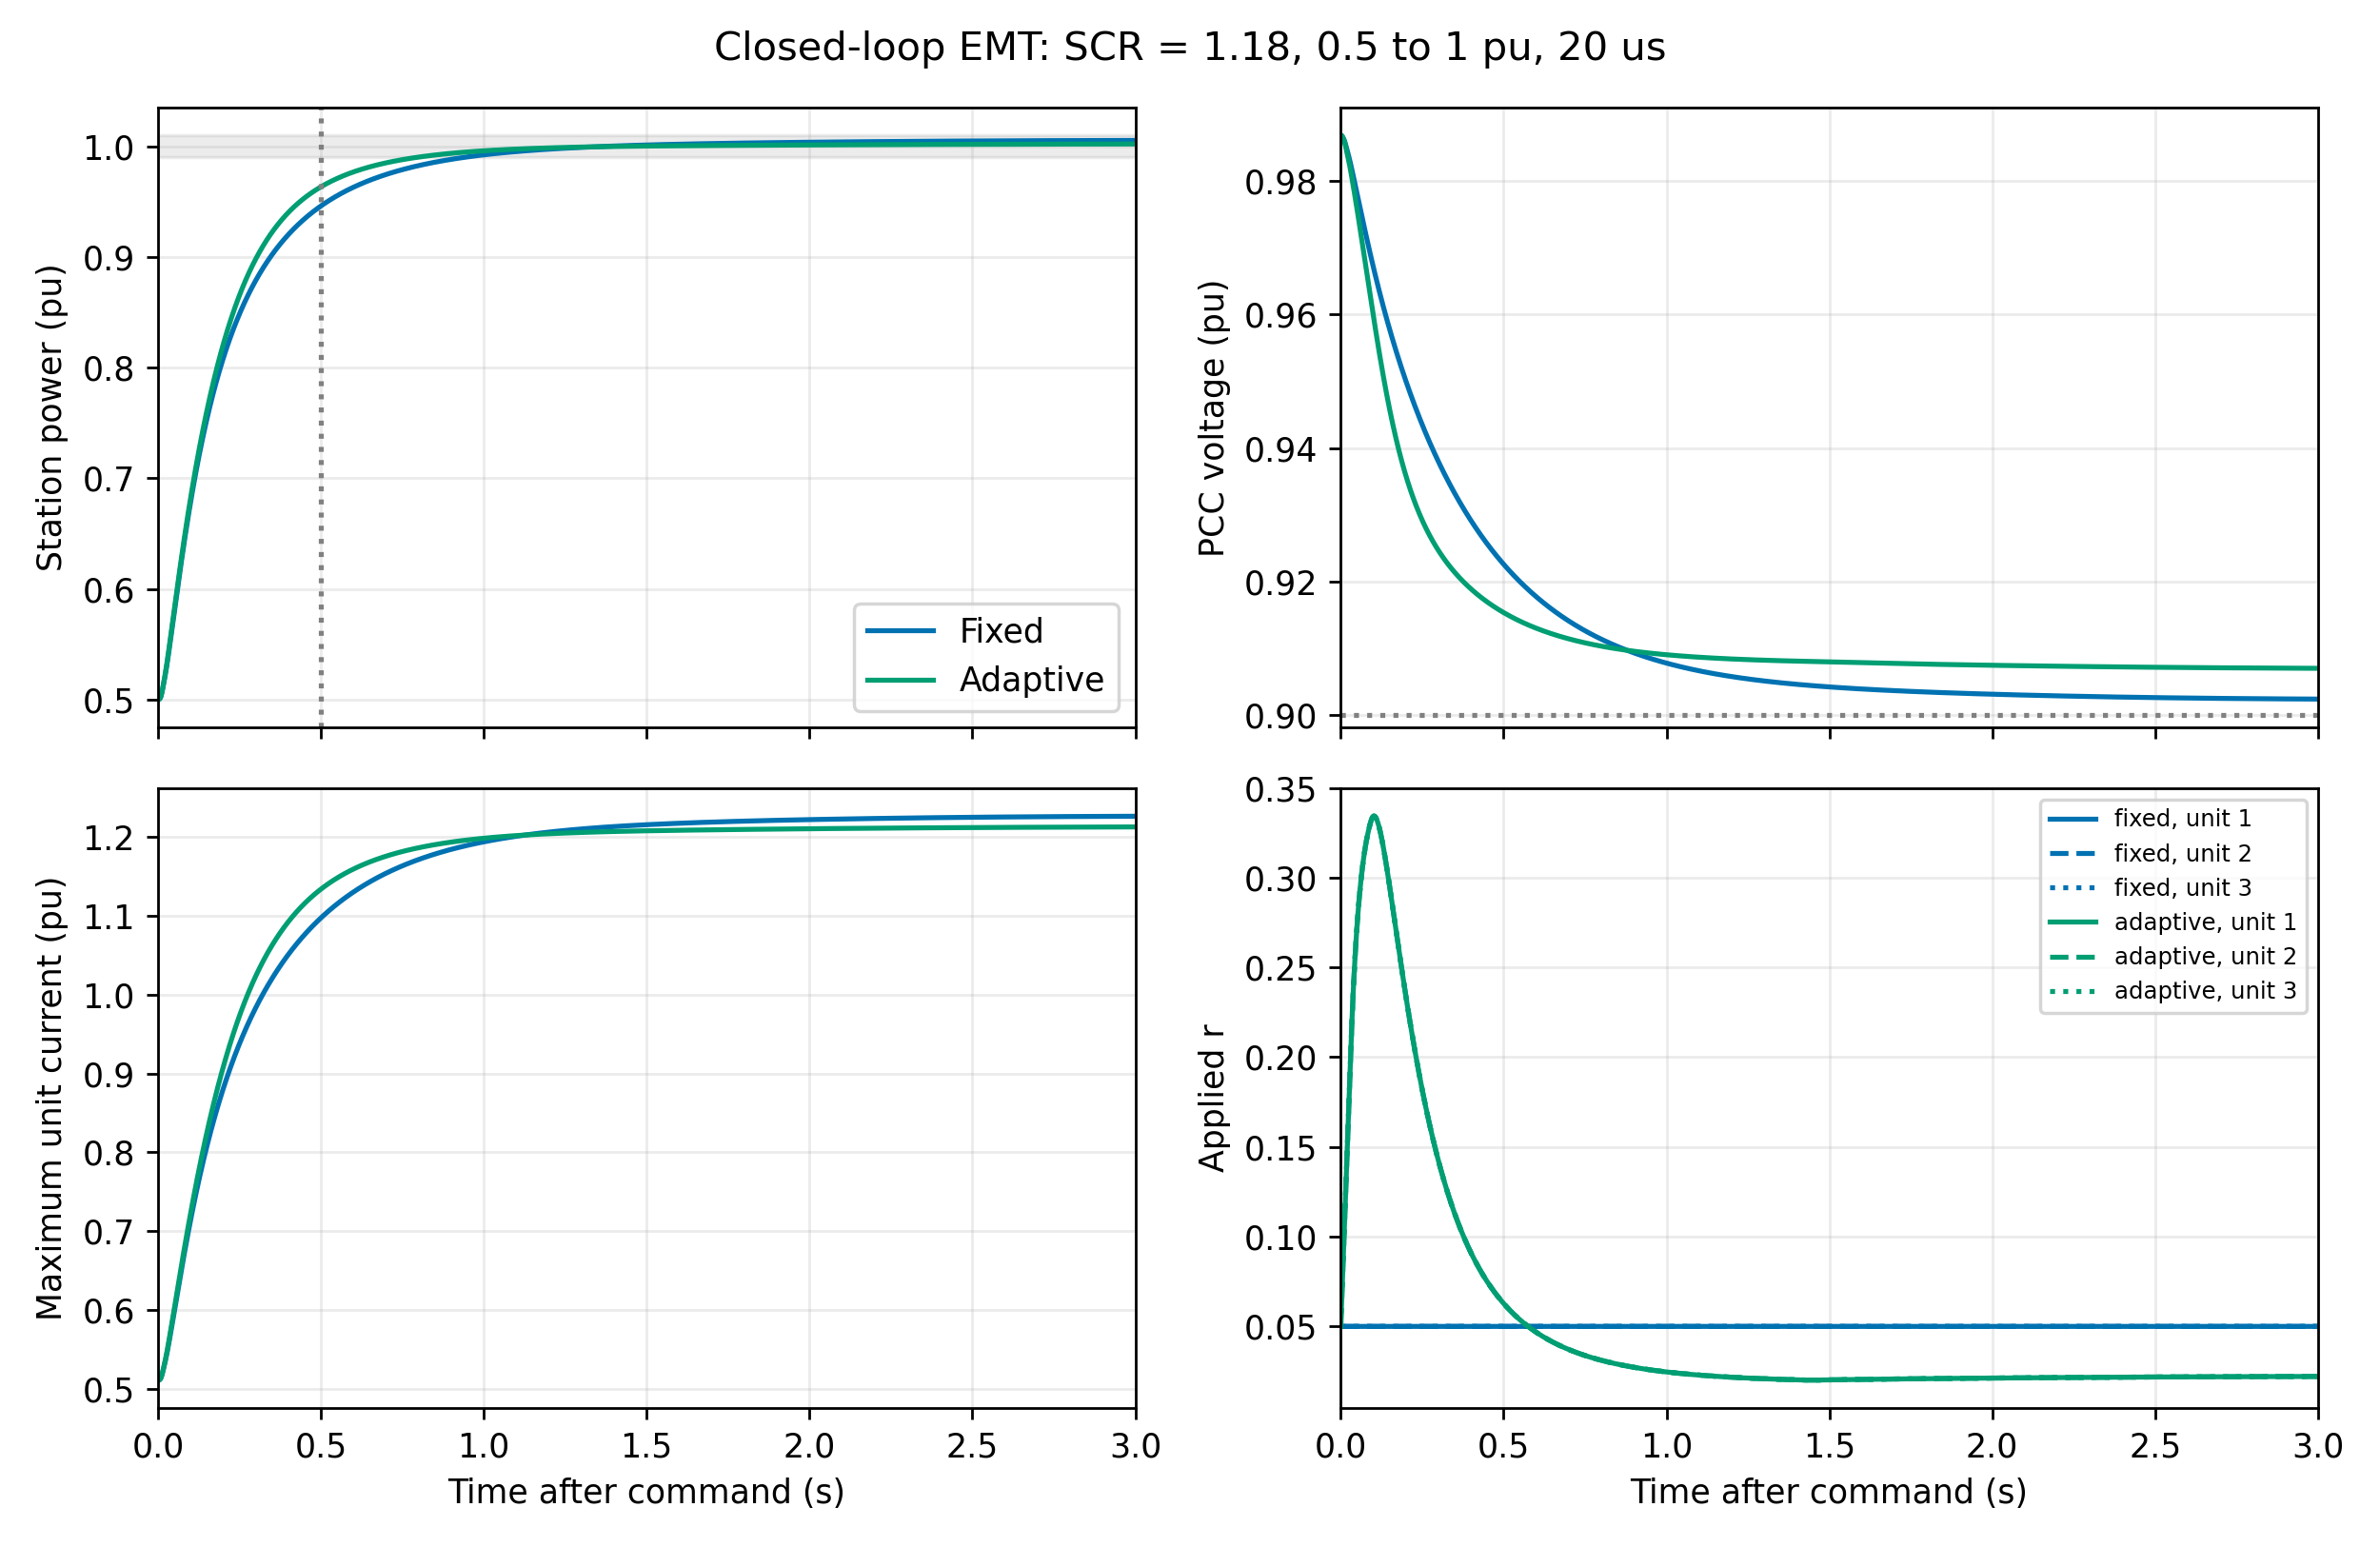 Closed-loop EMT: SCR = 1.18, 0.5 to 1 pu, 20 us
Station power (pu)
1.0
0.9
0.8
0.7
0.6
0.5
Fixed
Adaptive
PCC voltage (pu)
0.98
0.96
0.94
0.92
0.90
Maximum unit current (pu)
1.2
1.1
1.0
0.9
0.8
0.7
0.6
0.5
0.0 0.5 1.0 1.5 2.0 2.5 3.0
Time after command (s)
Applied r
0.35
0.30
0.25
0.20
0.15
0.10
0.05
fixed, unit 1
fixed, unit 2
fixed, unit 3
adaptive, unit 1
adaptive, unit 2
adaptive, unit 3
0.0 0.5 1.0 1.5 2.0 2.5 3.0
Time after command (s)